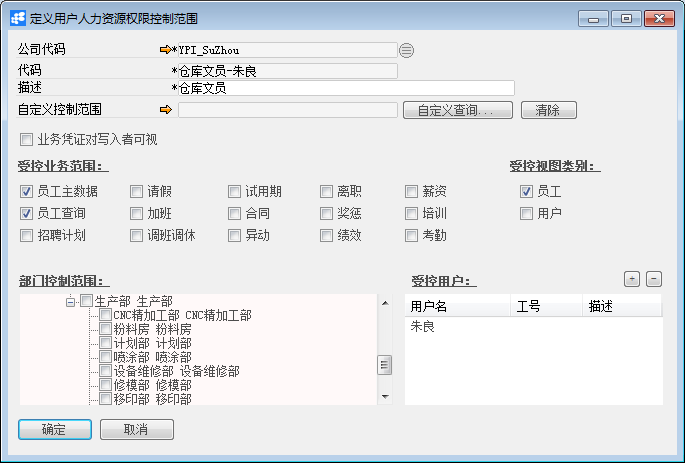 定义用户人力资源权限控制范围
公司代码 *YPI_SuZhou
代码 *仓库文员-朱良
描述 *仓库文员
自定义控制范围 自定义查询... 清除
业务凭证对写入者可视
受控业务范围: 受控视图类别:
员工主数据 请假 试用期 离职 薪资 员工
员工查询 加班 合同 奖惩 培训 用户
招聘计划 调班调休 异动 绩效 考勤
部门控制范围: 受控用户: + -
生产部 生产部
CNC精加工部 CNC精加工部
粉料房 粉料房
计划部 计划部
喷涂部 喷涂部
设备维修部 设备维修部
修模部 修模部
移印部 移印部
用户名 工号 描述
朱良
确定 取消